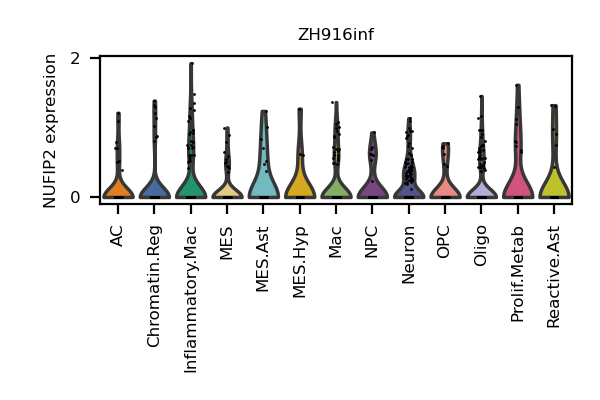 ZH916inf
NUFIP2 expression
2
0
AC
Chromatin.Reg
Inflammatory.Mac
MES
MES.Ast
MES.Hyp
Mac
NPC
Neuron
OPC
Oligo
Prolif.Metab
Reactive.Ast